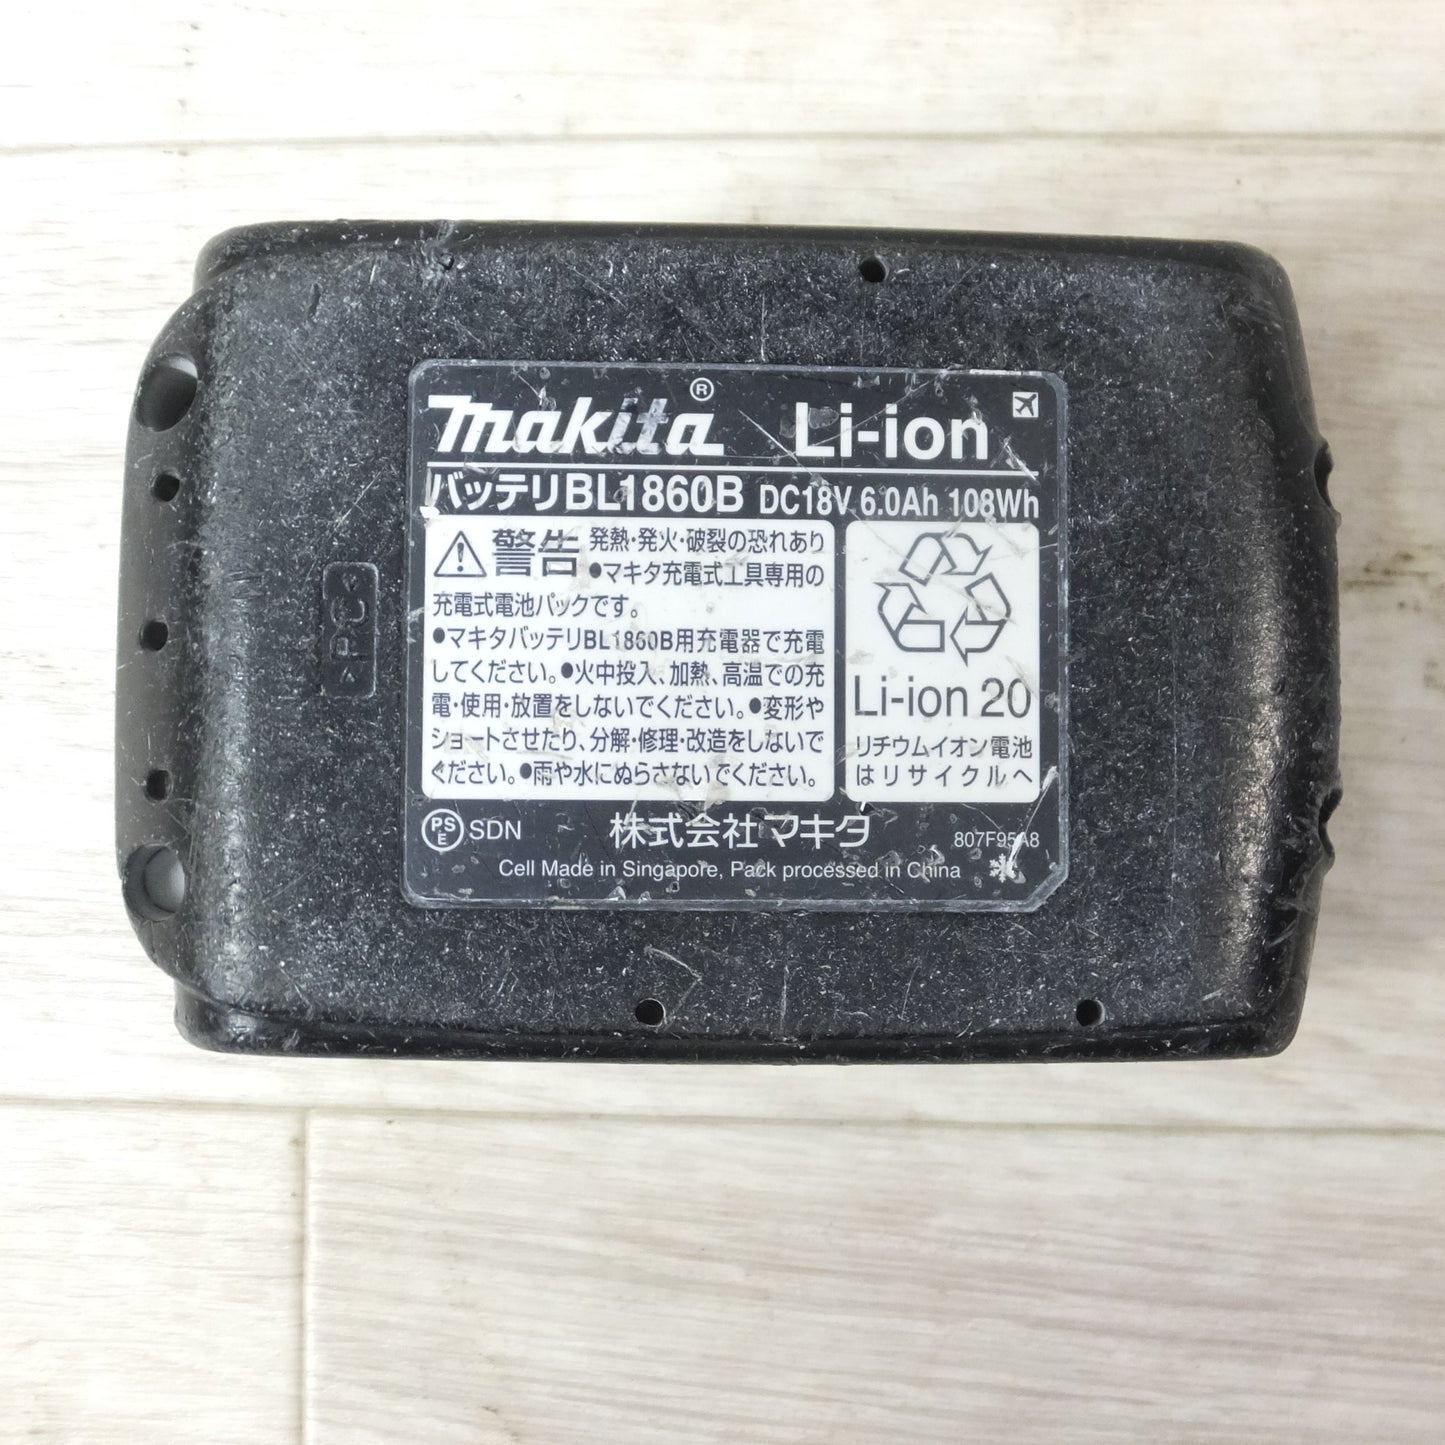 makita® Li-ion
バッテリBL1860B DC18V 6.0Ah 108Wh
警告 発熱・発火・破裂の恐れあり
●マキタ充電式工具専用の
充電式電池パックです。
●マキタバッテリBL1860B用充電器で充電
してください。●火中投入、加熱、高温での充
電・使用・放置をしないでください。●変形や
ショートさせたり、分解・修理・改造をしないで
ください。●雨や水にぬらさないでください。
Li-ion 20
リチウムイオン電池
はリサイクルへ
PSE SDN 株式会社マキタ 807F95A8
Cell Made in Singapore, Pack processed in China
>PC<